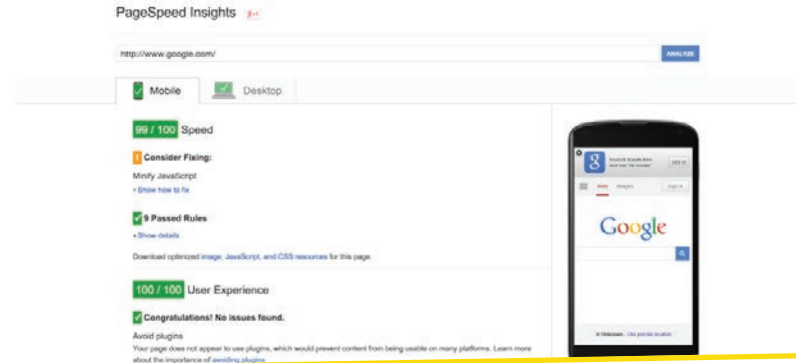 PageSpeed Insights
http://www.google.com/
ANALYZE
Mobile
Desktop
99 / 100 Speed
! Consider Fixing:
Minify JavaScript
Show how to fix
9 Passed Rules
Show details
Download optimized image, JavaScript, and CSS resources for this page.
100 / 100 User Experience
Congratulations! No issues found.
Avoid plugins
Your page does not appear to use plugins, which would prevent content from being usable on many platforms. Learn more
about the importance of avoiding plugins
g
Images
Sign in
Google